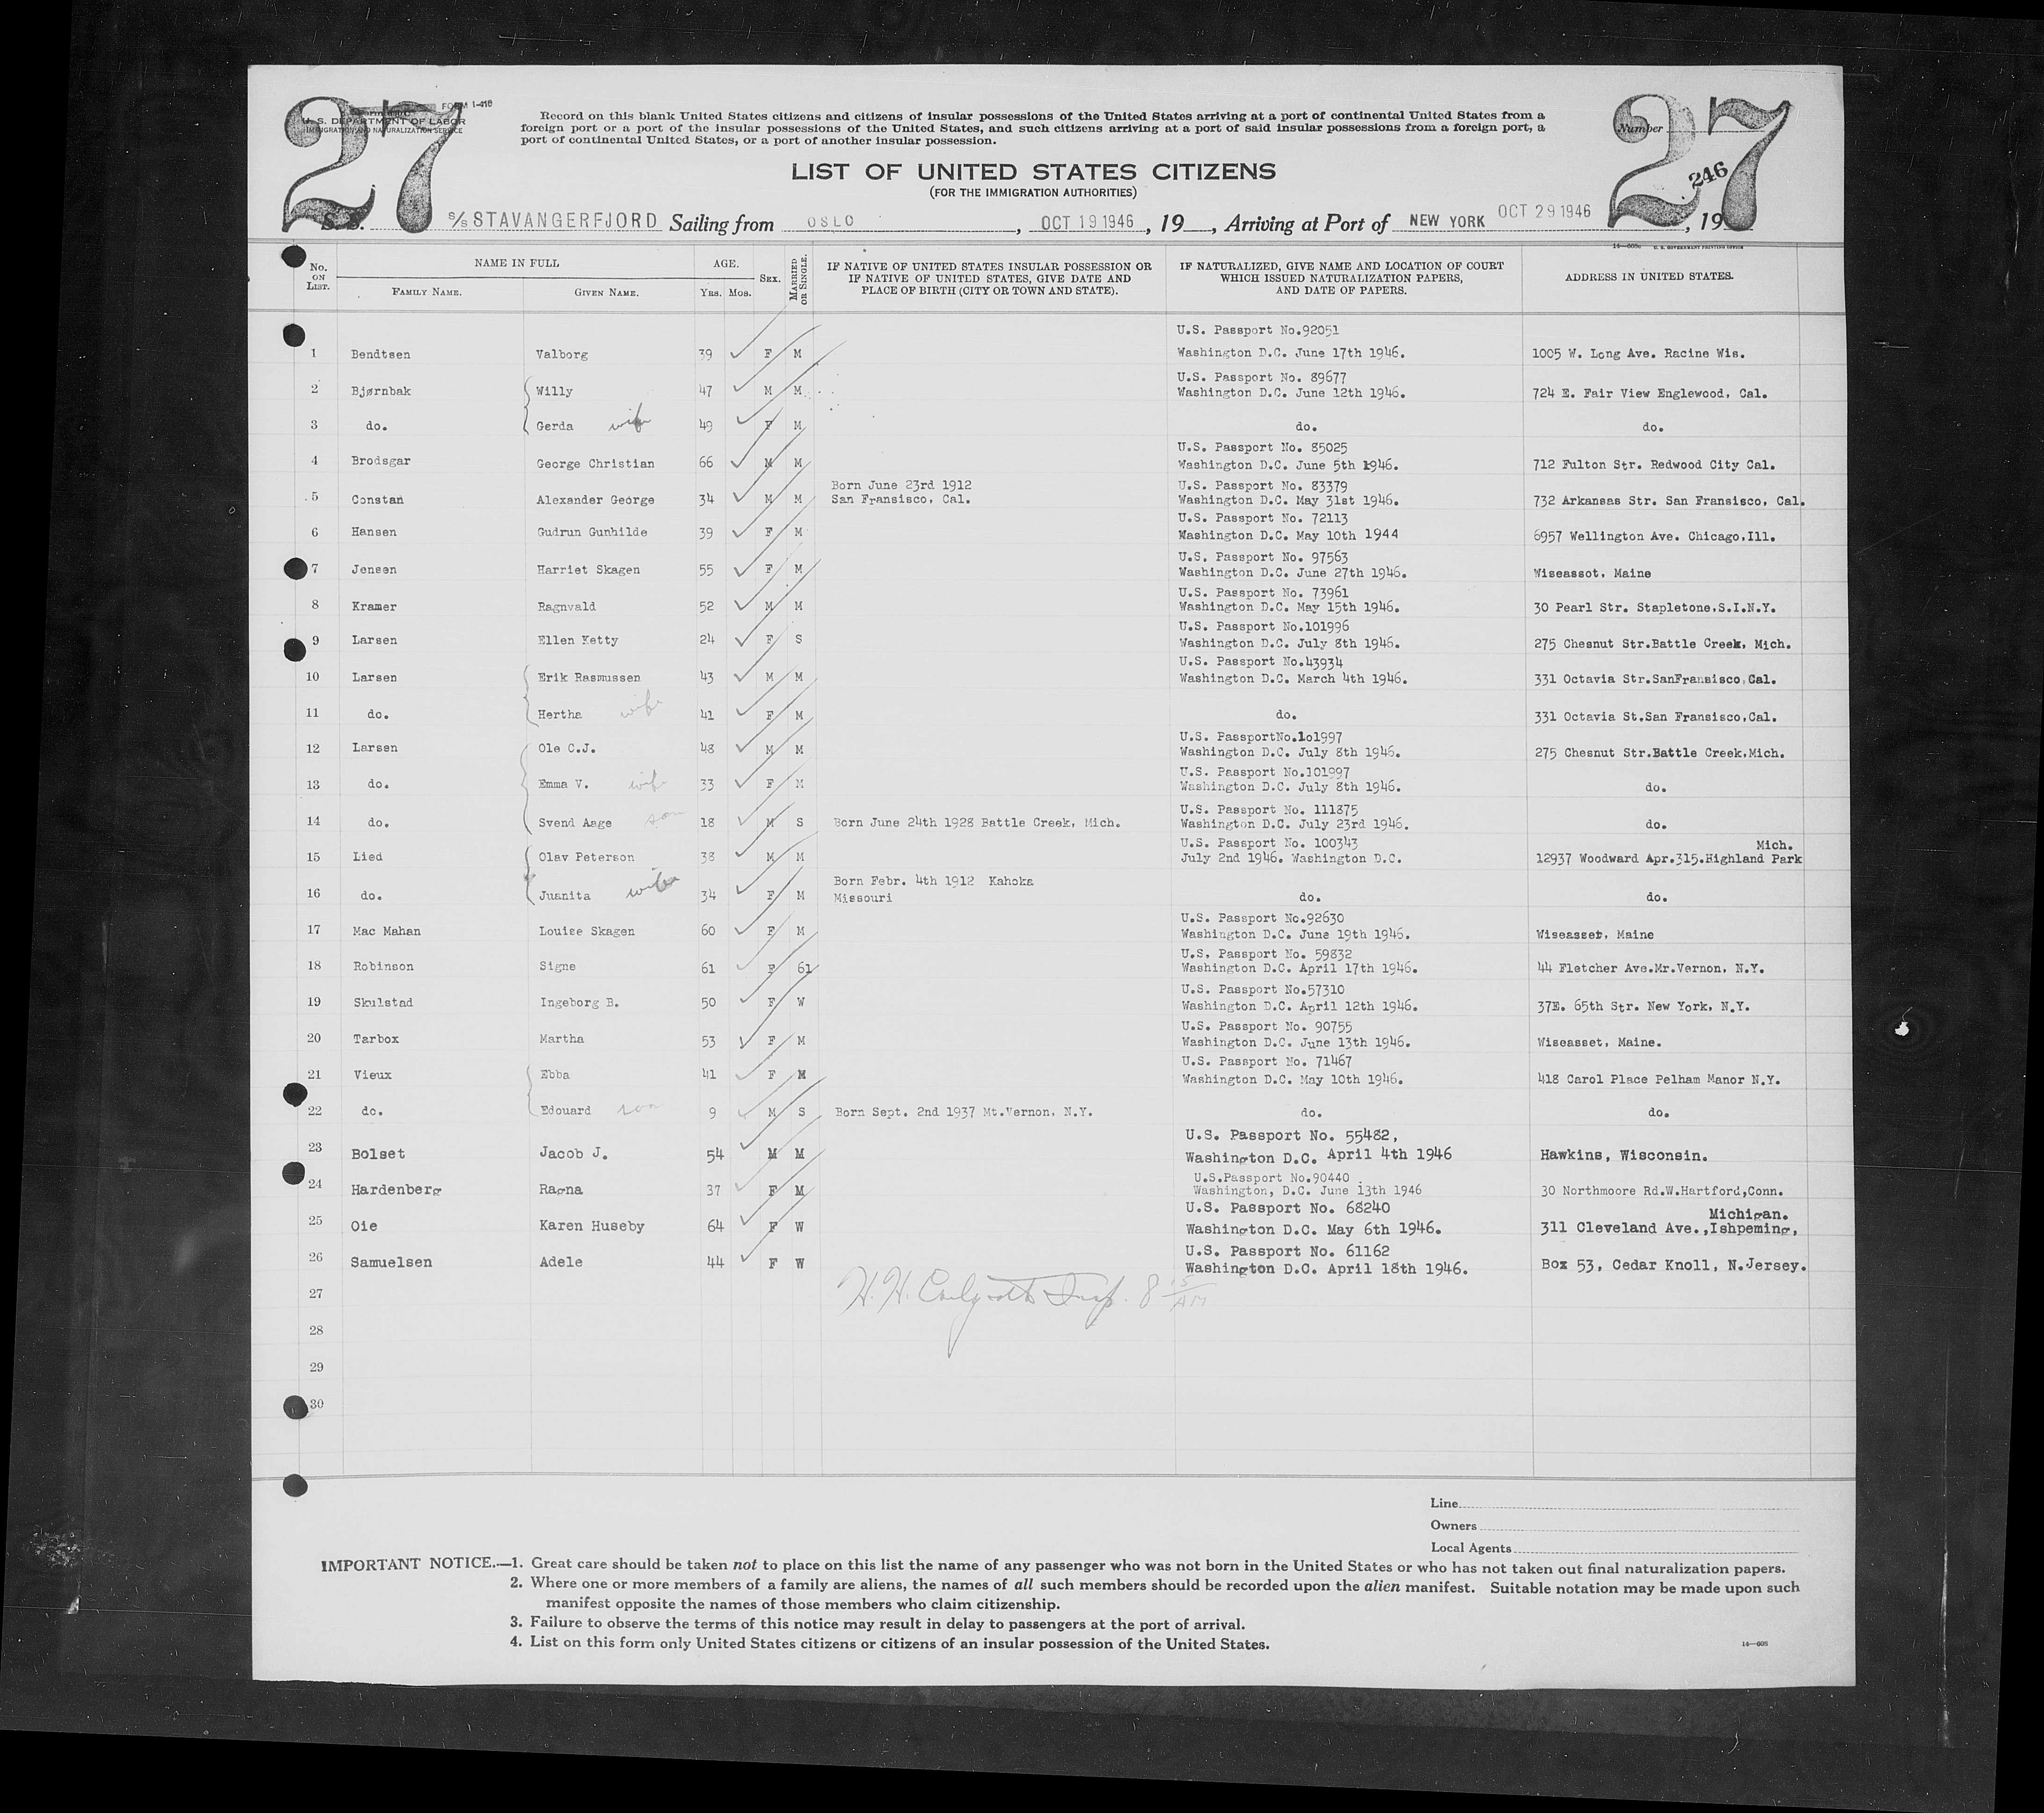 27
FORM I-416
U. S. DEPARTMENT OF LABOR
IMMIGRATION AND NATURALIZATION SERVICE
Record on this blank United States citizens and citizens of insular possessions of the United States arriving at a port of continental United States from a
foreign port or a port of the insular possessions of the United States, and such citizens arriving at a port of said insular possessions from a foreign port, a
port of continental United States, or a port of another insular possession.
Number
27
246
LIST OF UNITED STATES CITIZENS
(FOR THE IMMIGRATION AUTHORITIES)
S. S. S/S STAVANGERFJORD Sailing from OSLO, OCT 19 1946, 19 , Arriving at Port of NEW YORK OCT 29 1946, 19
14—608a U. S. GOVERNMENT PRINTING OFFICE
No. ON LIST. NAME IN FULL FAMILY NAME. GIVEN NAME. AGE. YRS. MOS. SEX. MARRIED OR SINGLE. IF NATIVE OF UNITED STATES INSULAR POSSESSION OR IF NATIVE OF UNITED STATES, GIVE DATE AND PLACE OF BIRTH (CITY OR TOWN AND STATE). IF NATURALIZED, GIVE NAME AND LOCATION OF COURT WHICH ISSUED NATURALIZATION PAPERS, AND DATE OF PAPERS. ADDRESS IN UNITED STATES.
U.S. Passport No.92051
1 Bendtsen Valborg 39 F M Washington D.C. June 17th 1946. 1005 W. Long Ave. Racine Wis.
U.S. Passport No. 89677
2 Bjørnbak Willy 47 M M Washington D.C. June 12th 1946. 724 E. Fair View Englewood, Cal.
3 do. Gerda wife 49 F M do. do.
U.S. Passport No. 85025
4 Brodsgar George Christian 66 M M Washington D.C. June 5th 1946. 712 Fulton Str. Redwood City Cal.
Born June 23rd 1912 U.S. Passport No. 83379
5 Constan Alexander George 34 M M San Fransisco, Cal. Washington D.C. May 31st 1946. 732 Arkansas Str. San Fransisco, Cal.
U.S. Passport No. 72113
6 Hansen Gudrun Gunhilde 39 F M Washington D.C. May 10th 1944 6957 Wellington Ave. Chicago,Ill.
U.S. Passport No. 97563
7 Jensen Harriet Skagen 55 F M Washington D.C. June 27th 1946. Wiseassot, Maine
U.S. Passport No. 73961
8 Kramer Ragnvald 52 M M Washington D.C. May 15th 1946. 30 Pearl Str. Stapletone.S.I.N.Y.
U.S. Passport No.101996
9 Larsen Ellen Ketty 24 F S Washington D.C. July 8th 1946. 275 Chesnut Str.Battle Creek, Mich.
U.S. Passport No.43934
10 Larsen Erik Rasmussen 43 M M Washington D.C. March 4th 1946. 331 Octavia Str.SanFransisco,Cal.
11 do. Hertha wife 41 F M do. 331 Octavia St.San Fransisco,Cal.
U.S. PassportNo.1o1997
12 Larsen Ole C.J. 48 M M Washington D.C. July 8th 1946. 275 Chesnut Str.Battle Creek,Mich.
U.S. Passport No.101997
13 do. Emma V. wife 33 F M Washington D.C. July 8th 1946. do.
U.S. Passport No. 111875
14 do. Svend Aage son 18 M S Born June 24th 1928 Battle Creek, Mich. Washington D.C. July 23rd 1946. do.
U.S. Passport No. 100343 Mich.
15 Lied Olav Peterson 38 M M July 2nd 1946. Washington D.C. 12937 Woodward Apr.315.Highland Park
Born Febr. 4th 1912 Kahoka
16 do. Juanita wife 34 F M Missouri do. do.
U.S. Passport No.92630
17 Mac Mahan Louise Skagen 60 F M Washington D.C. June 19th 1946. Wiseasset, Maine
U.S. Passport No. 59832
18 Robinson Signe 61 F 61 Washington D.C. April 17th 1946. 44 Fletcher Ave.Mr.Vernon, N.Y.
U.S. Passport No.57310
19 Skulstad Ingeborg B. 50 F W Washington D.C. April 12th 1946. 37E. 65th Str. New York, N.Y.
U.S. Passport No. 90755
20 Tarbox Martha 53 F M Washington D.C. June 13th 1946. Wiseasset, Maine.
U.S. Passport No. 71467
21 Vieux Ebba 41 F M Washington D.C. May 10th 1946. 418 Carol Place Pelham Manor N.Y.
22 do. Edouard son 9 M S Born Sept. 2nd 1937 Mt.Vernon, N.Y. do. do.
U.S. Passport No. 55482,
23 Bolset Jacob J. 54 M M Washington D.C. April 4th 1946 Hawkins, Wisconsin.
U.S.Passport No.90440
24 Hardenberg Ragna 37 F M Washington, D.C. June 13th 1946 30 Northmoore Rd.W.Hartford,Conn.
U.S. Passport No. 68240 Michigan.
25 Oie Karen Huseby 64 F W Washington D.C. May 6th 1946. 311 Cleveland Ave.,Ishpeming,
U.S. Passport No. 61162
26 Samuelsen Adele 44 F W Washington D.C. April 18th 1946. Box 53, Cedar Knoll, N.Jersey.
27 H. H. Insp. 8 15 AM
28
29
30
Line
Owners
Local Agents
IMPORTANT NOTICE.—1. Great care should be taken not to place on this list the name of any passenger who was not born in the United States or who has not taken out final naturalization papers.
2. Where one or more members of a family are aliens, the names of all such members should be recorded upon the alien manifest. Suitable notation may be made upon such
manifest opposite the names of those members who claim citizenship.
3. Failure to observe the terms of this notice may result in delay to passengers at the port of arrival.
4. List on this form only United States citizens or citizens of an insular possession of the United States.
14—608